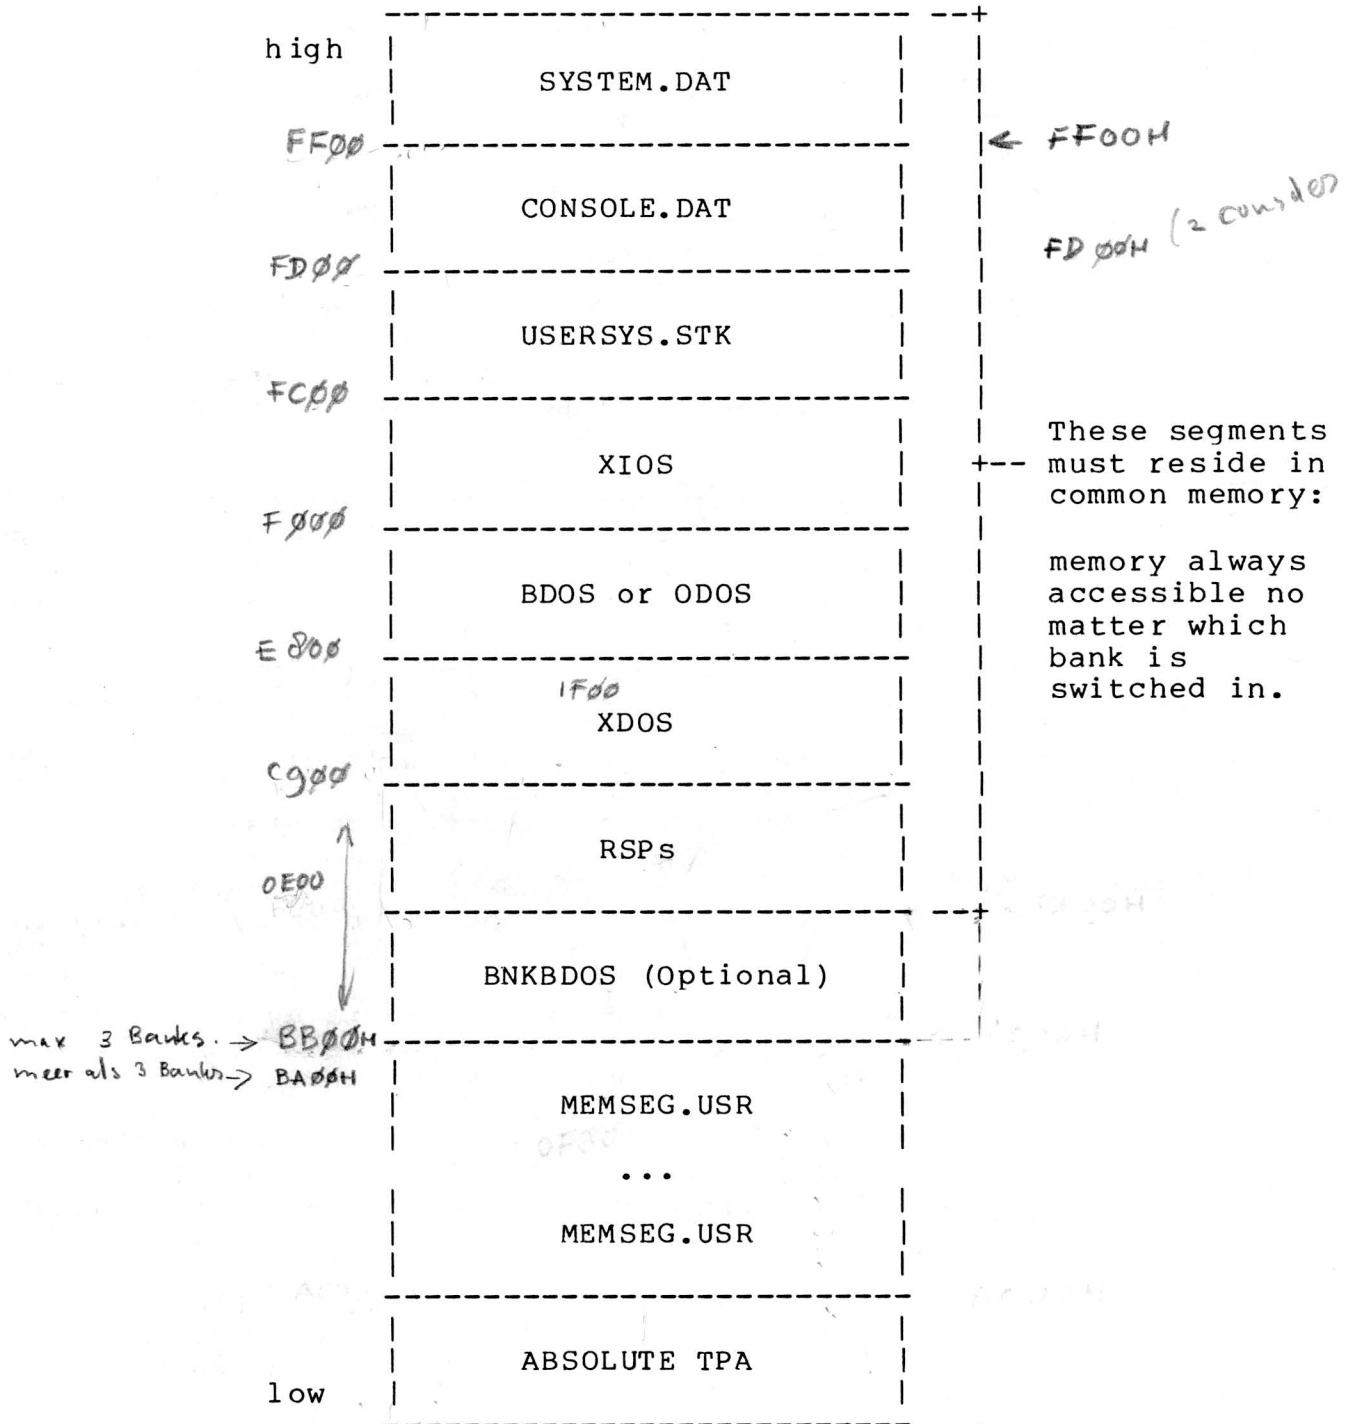 high
SYSTEM.DAT
FF00
← FF00H
CONSOLE.DAT
FD00H (2 consoles
FD00
USERSYS.STK
FC00
XIOS
These segments
must reside in
common memory:
F000
memory always
accessible no
matter which
bank is
switched in.
BDOS or ODOS
E800
1F00
XDOS
C900
RSPs
0E00
BNKBDOS (Optional)
max 3 Banks. → BB00H
meer als 3 Banks → BA00H
MEMSEG.USR
...
MEMSEG.USR
ABSOLUTE TPA
low